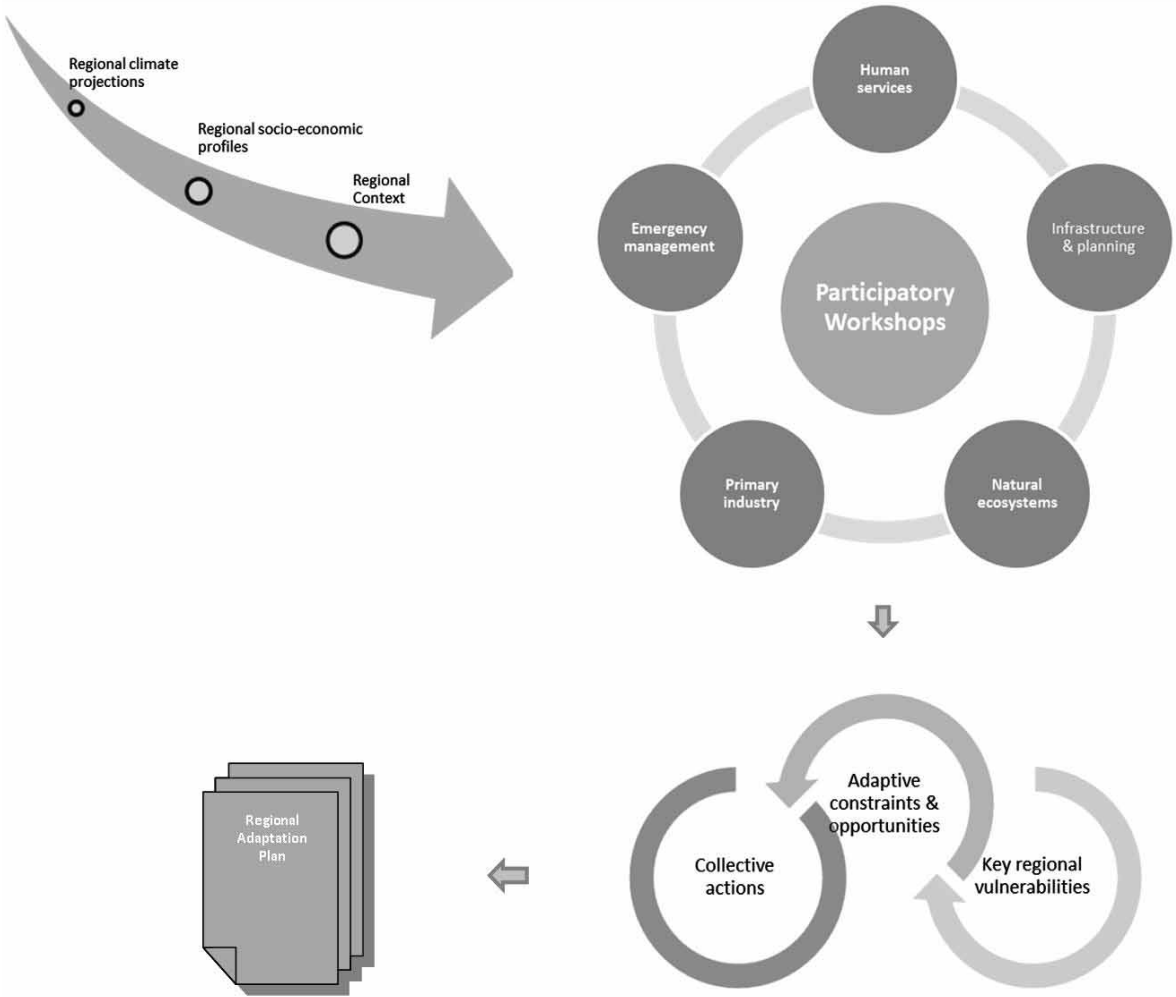 Regional climate
projections
Regional socio-economic
profiles
Regional
Context
Human
services
Emergency
management
Infrastructure
& planning
Participatory
Workshops
Primary
industry
Natural
ecosystems
Adaptive
constraints &
opportunities
Collective
actions
Key regional
vulnerabilities
Regional
Adaptation
Plan